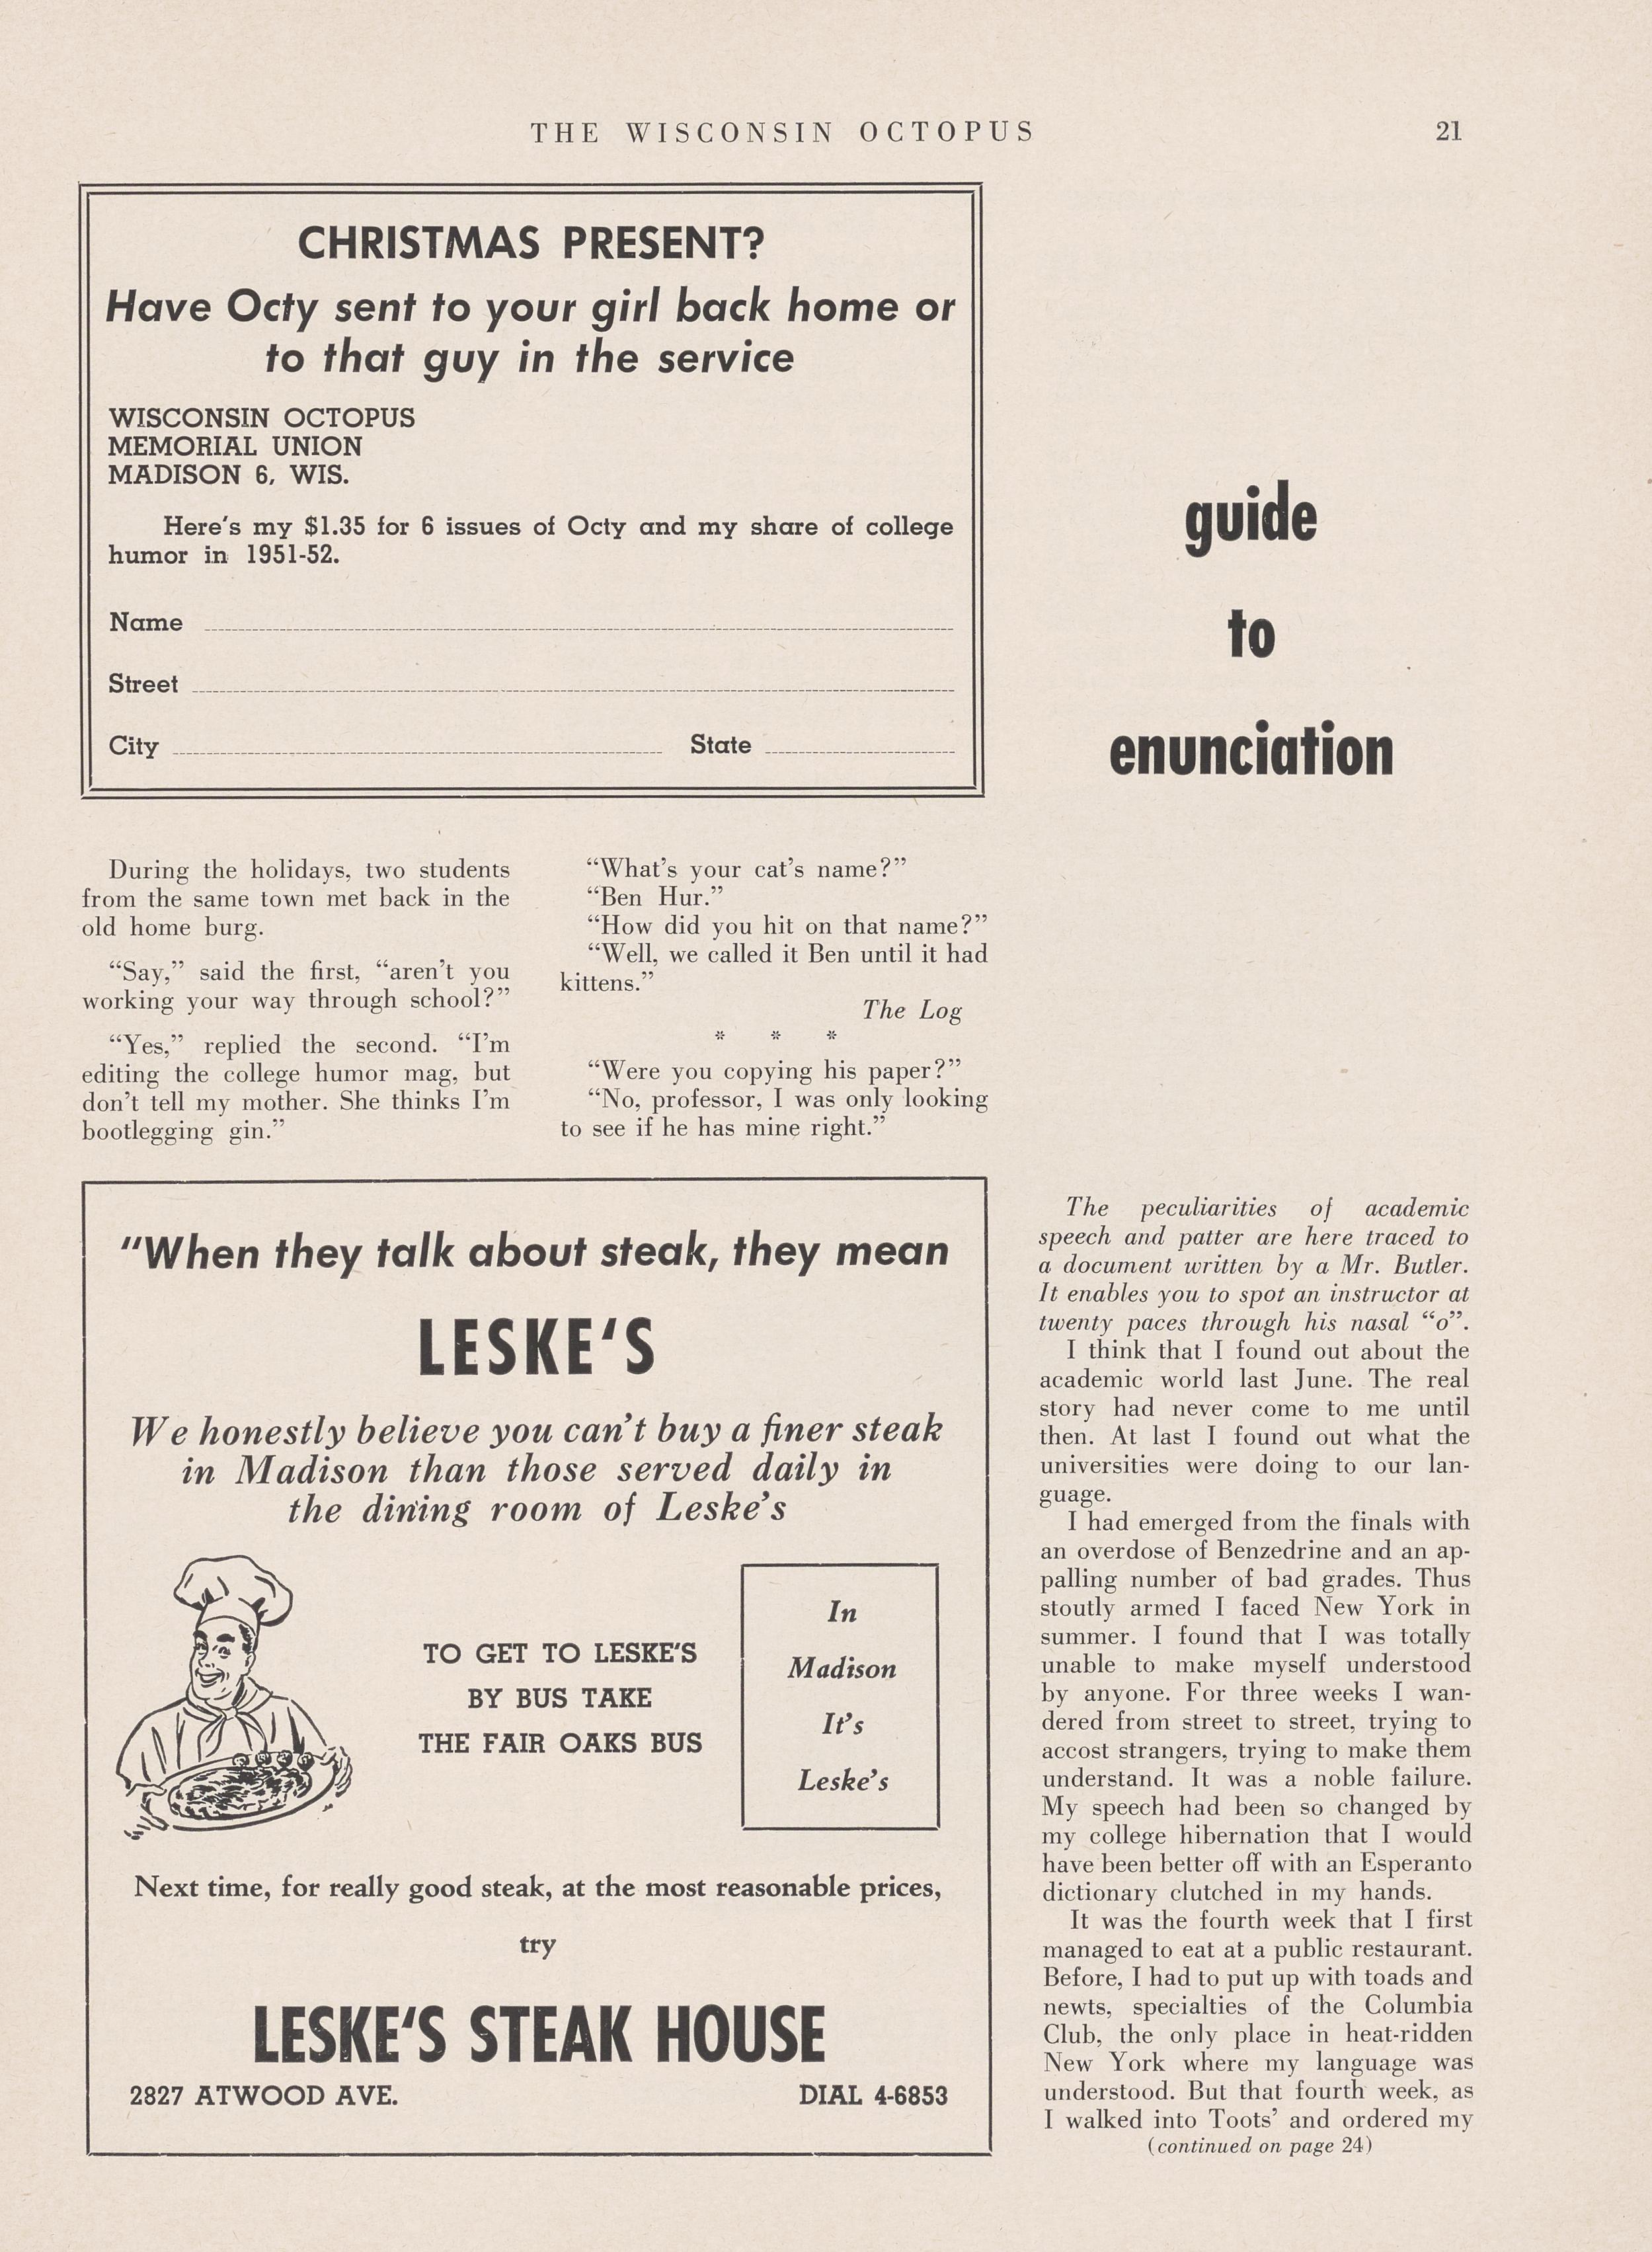 THE WISCONSIN OCTOPUS
21
CHRISTMAS PRESENT?
Have Octy sent to your girl back home or
to that guy in the service
WISCONSIN OCTOPUS
MEMORIAL UNION
MADISON 6, WIS.
Here's my $1.35 for 6 issues of Octy and my share of college
humor in 1951-52.
Name
Street
City State
During the holidays, two students
from the same town met back in the
old home burg.
“Say,” said the first, “aren't you
working your way through school?”
“Yes,” replied the second. “I'm
editing the college humor mag, but
don't tell my mother. She thinks I'm
bootlegging gin.”
“What's your cat's name?”
“Ben Hur.”
“How did you hit on that name?”
“Well, we called it Ben until it had
kittens.”
The Log
* * *
“Were you copying his paper?”
“No, professor, I was only looking
to see if he has mine right.”
“When they talk about steak, they mean
LESKE'S
We honestly believe you can't buy a finer steak
in Madison than those served daily in
the dining room of Leske's
TO GET TO LESKE'S
BY BUS TAKE
THE FAIR OAKS BUS
In
Madison
It's
Leske's
Next time, for really good steak, at the most reasonable prices,
try
LESKE'S STEAK HOUSE
2827 ATWOOD AVE. DIAL 4-6853
guide
to
enunciation
The peculiarities of academic
speech and patter are here traced to
a document written by a Mr. Butler.
It enables you to spot an instructor at
twenty paces through his nasal “o”.
I think that I found out about the
academic world last June. The real
story had never come to me until
then. At last I found out what the
universities were doing to our lan-
guage.
I had emerged from the finals with
an overdose of Benzedrine and an ap-
palling number of bad grades. Thus
stoutly armed I faced New York in
summer. I found that I was totally
unable to make myself understood
by anyone. For three weeks I wan-
dered from street to street, trying to
accost strangers, trying to make them
understand. It was a noble failure.
My speech had been so changed by
my college hibernation that I would
have been better off with an Esperanto
dictionary clutched in my hands.
It was the fourth week that I first
managed to eat at a public restaurant.
Before, I had to put up with toads and
newts, specialties of the Columbia
Club, the only place in heat-ridden
New York where my language was
understood. But that fourth week, as
I walked into Toots' and ordered my
(continued on page 24)